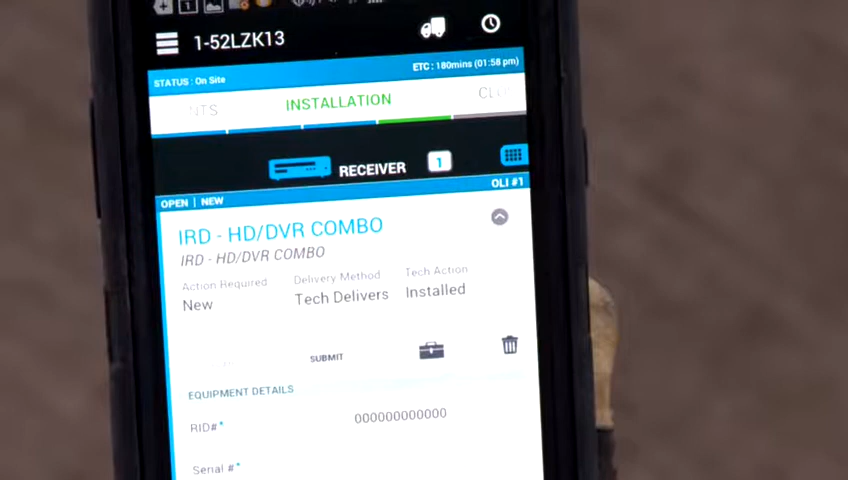 1-52LZK13
STATUS : On Site
ETC : 180mins (01:58 pm)
NTS
INSTALLATION
CL
RECEIVER 1
OPEN | NEW
OLI #1
IRD - HD/DVR COMBO
IRD - HD/DVR COMBO
Action Required Delivery Method Tech Action
New Tech Delivers Installed
SUBMIT
EQUIPMENT DETAILS
RID#* 000000000000
Serial #*